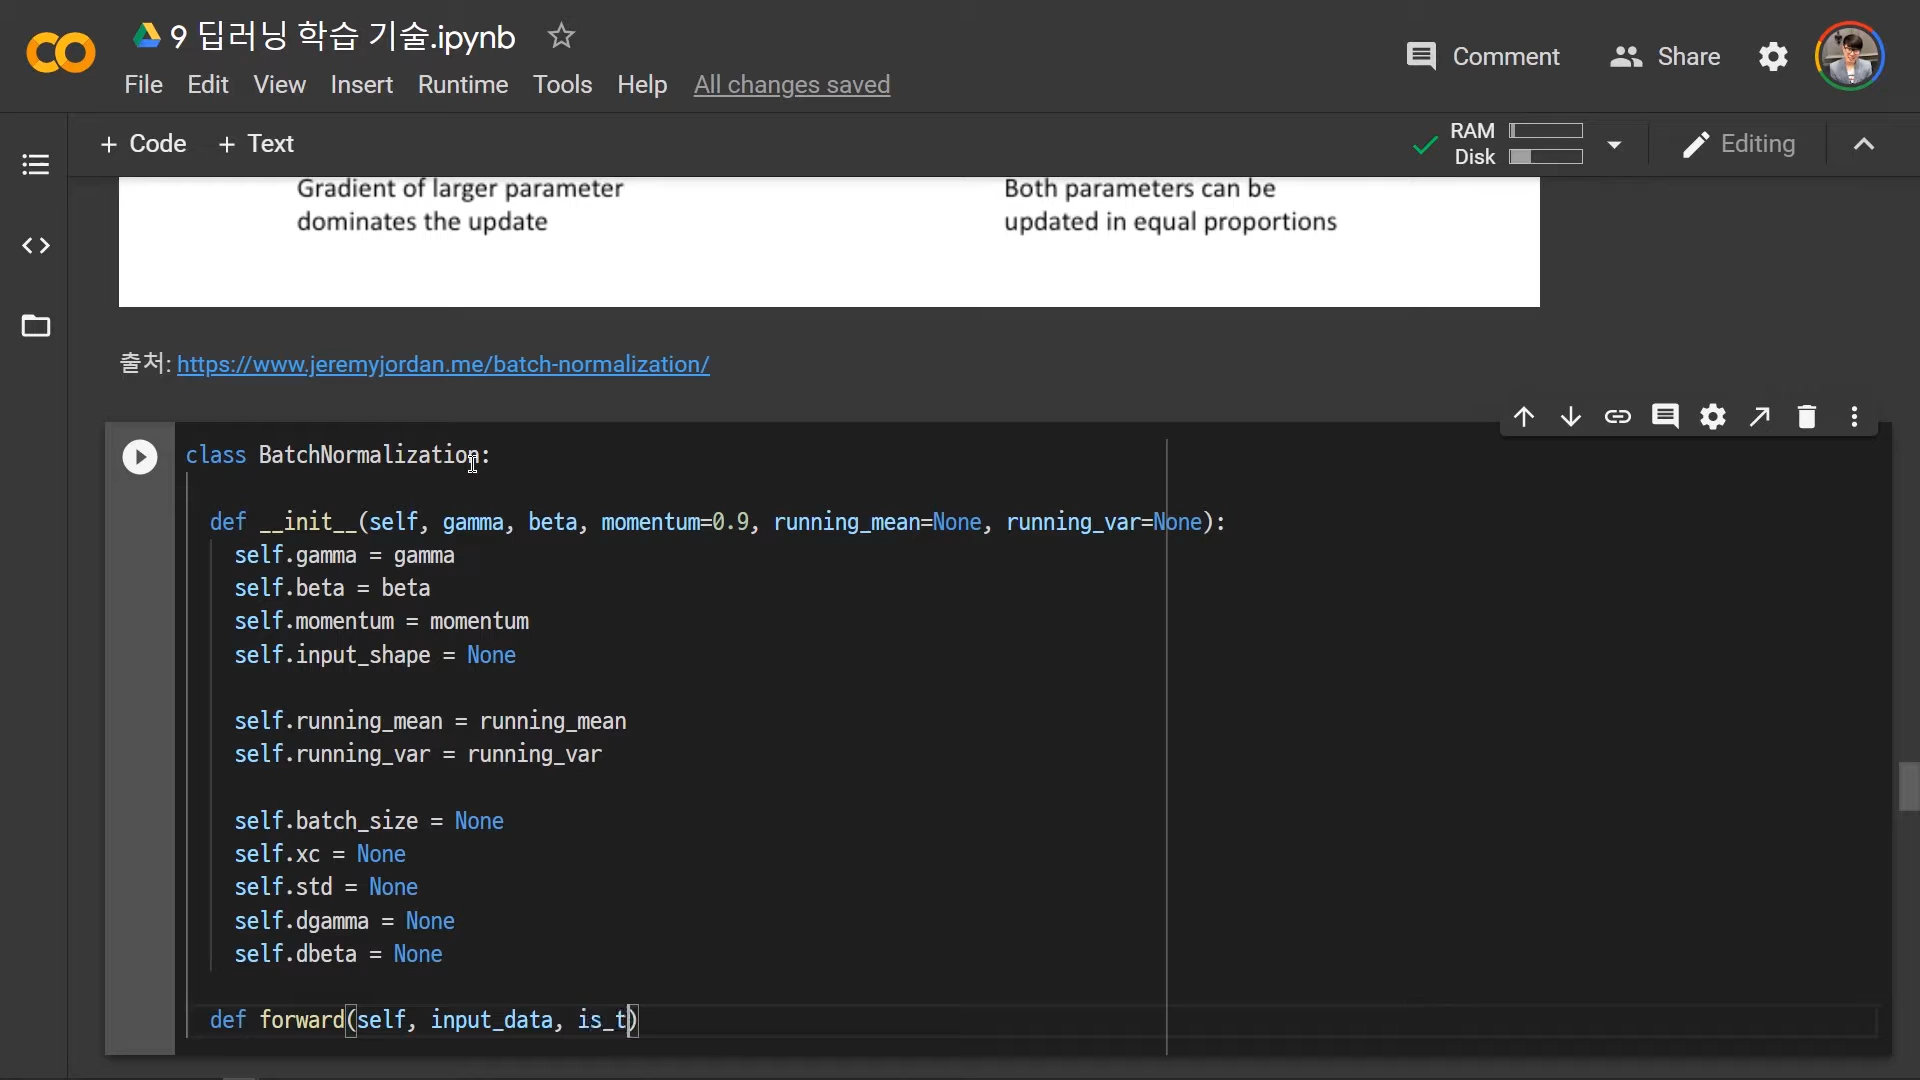 9 딥러닝 학습 기술.ipynb
File Edit View Insert Runtime Tools Help All changes saved
Comment Share
+ Code + Text
RAM
Disk
Editing
Gradient of larger parameter
dominates the update
Both parameters can be
updated in equal proportions
출처: https://www.jeremyjordan.me/batch-normalization/
class BatchNormalization:
def __init__(self, gamma, beta, momentum=0.9, running_mean=None, running_var=None):
self.gamma = gamma
self.beta = beta
self.momentum = momentum
self.input_shape = None
self.running_mean = running_mean
self.running_var = running_var
self.batch_size = None
self.xc = None
self.std = None
self.dgamma = None
self.dbeta = None
def forward(self, input_data, is_t)